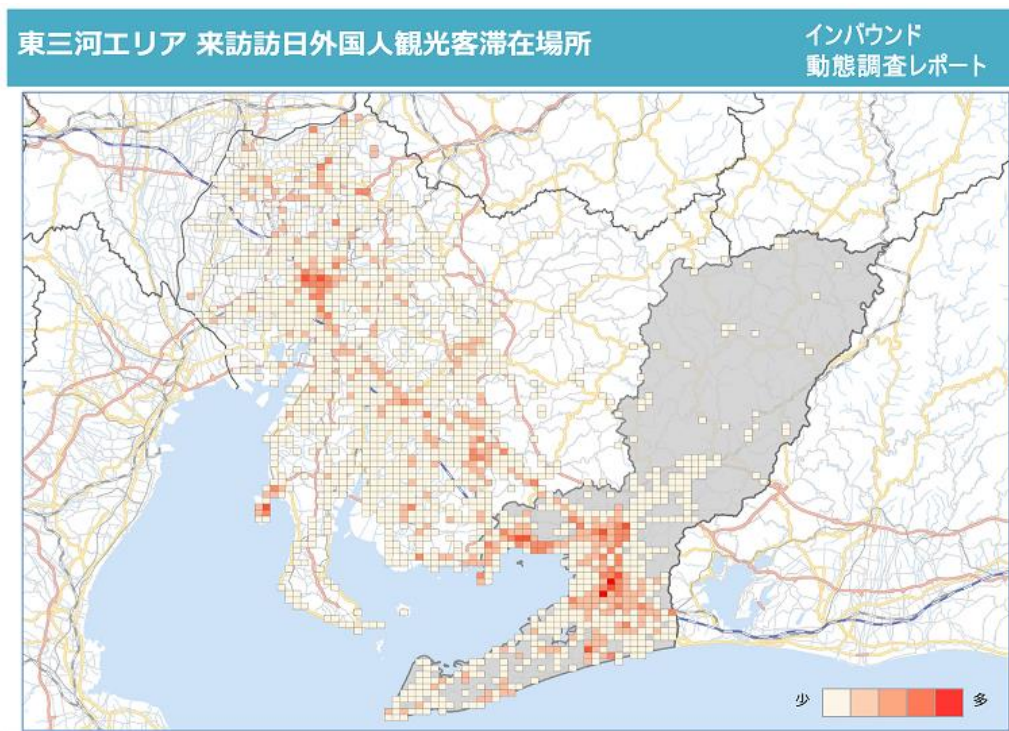 東三河エリア 来訪訪日外国人観光客滞在場所
インバウンド
動態調査レポート
少
多